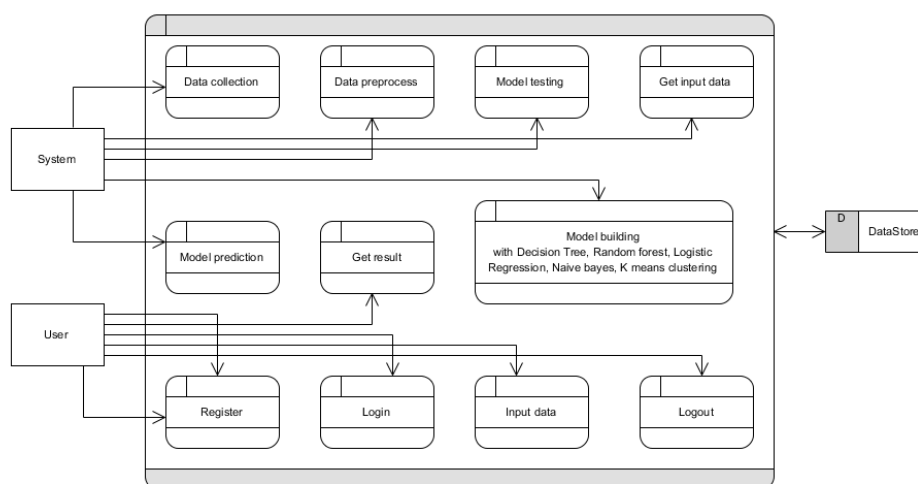 Data collection
Data preprocess
Model testing
Get input data
System
D
DataStore
Model building
with Decision Tree, Random forest, Logistic
Regression, Naive bayes, K means clustering
Model prediction
Get result
User
Register
Login
Input data
Logout